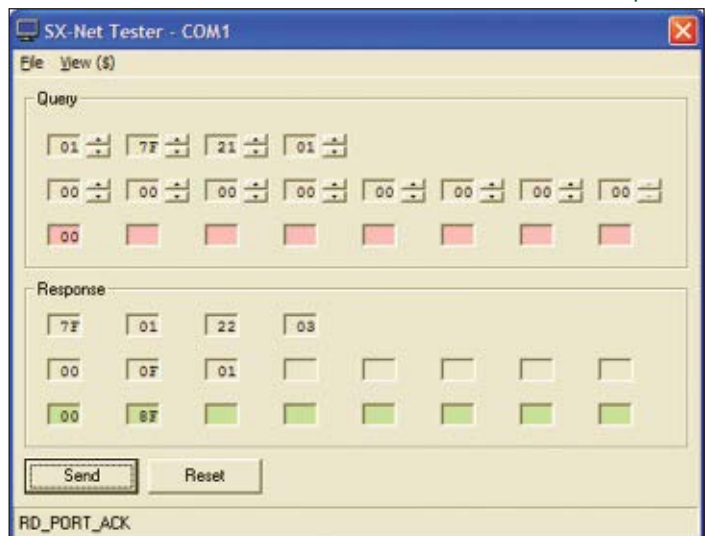 SX-Net Tester - COM1
File View ($)
Query
01 7F 21 01
00 00 00 00 00 00 00 00
00
Response
7F 01 22 03
00 0F 01
00 8F
Send Reset
RD_PORT_ACK